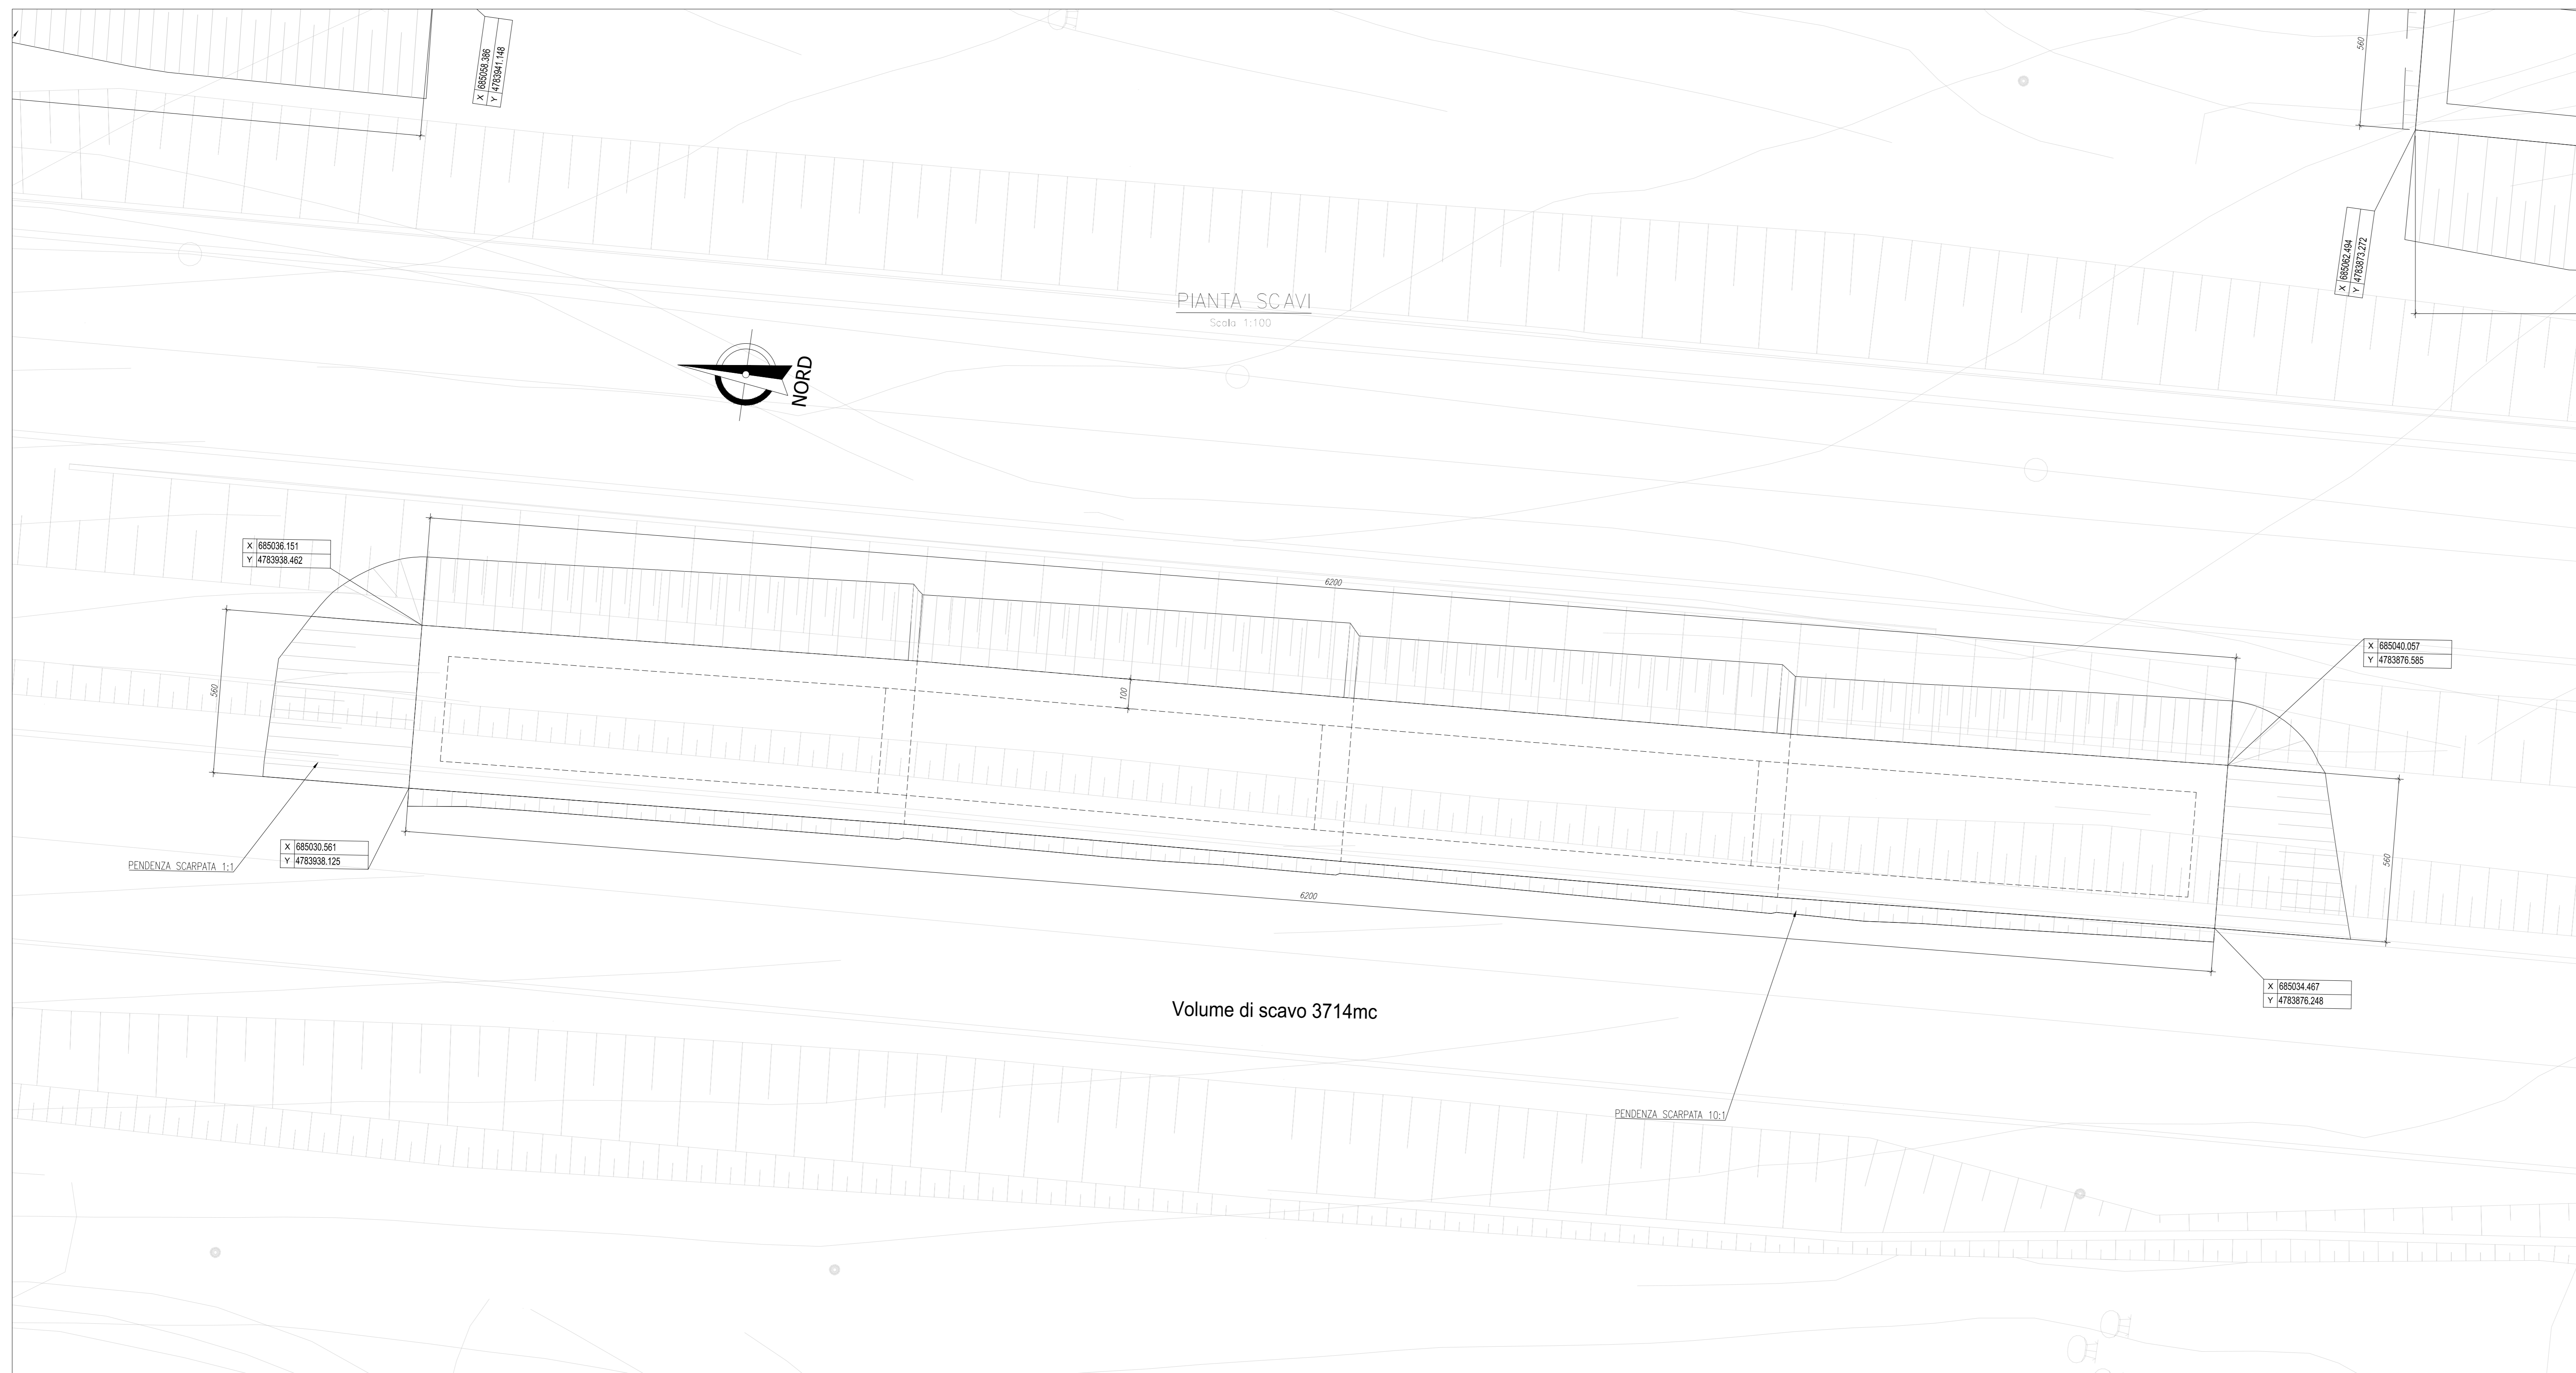 X 685058.386
Y 4783941.148
560
X 685062.494
Y 4783873.272
PIANTA SCAVI
Scala 1:100
NORD
X 685036.151
Y 4783938.462
6200
X 685040.057
Y 4783876.585
560
100
560
X 685030.561
Y 4783938.125
PENDENZA SCARPATA 1:1
6200
X 685034.467
Y 4783876.248
Volume di scavo 3714mc
PENDENZA SCARPATA 10:1